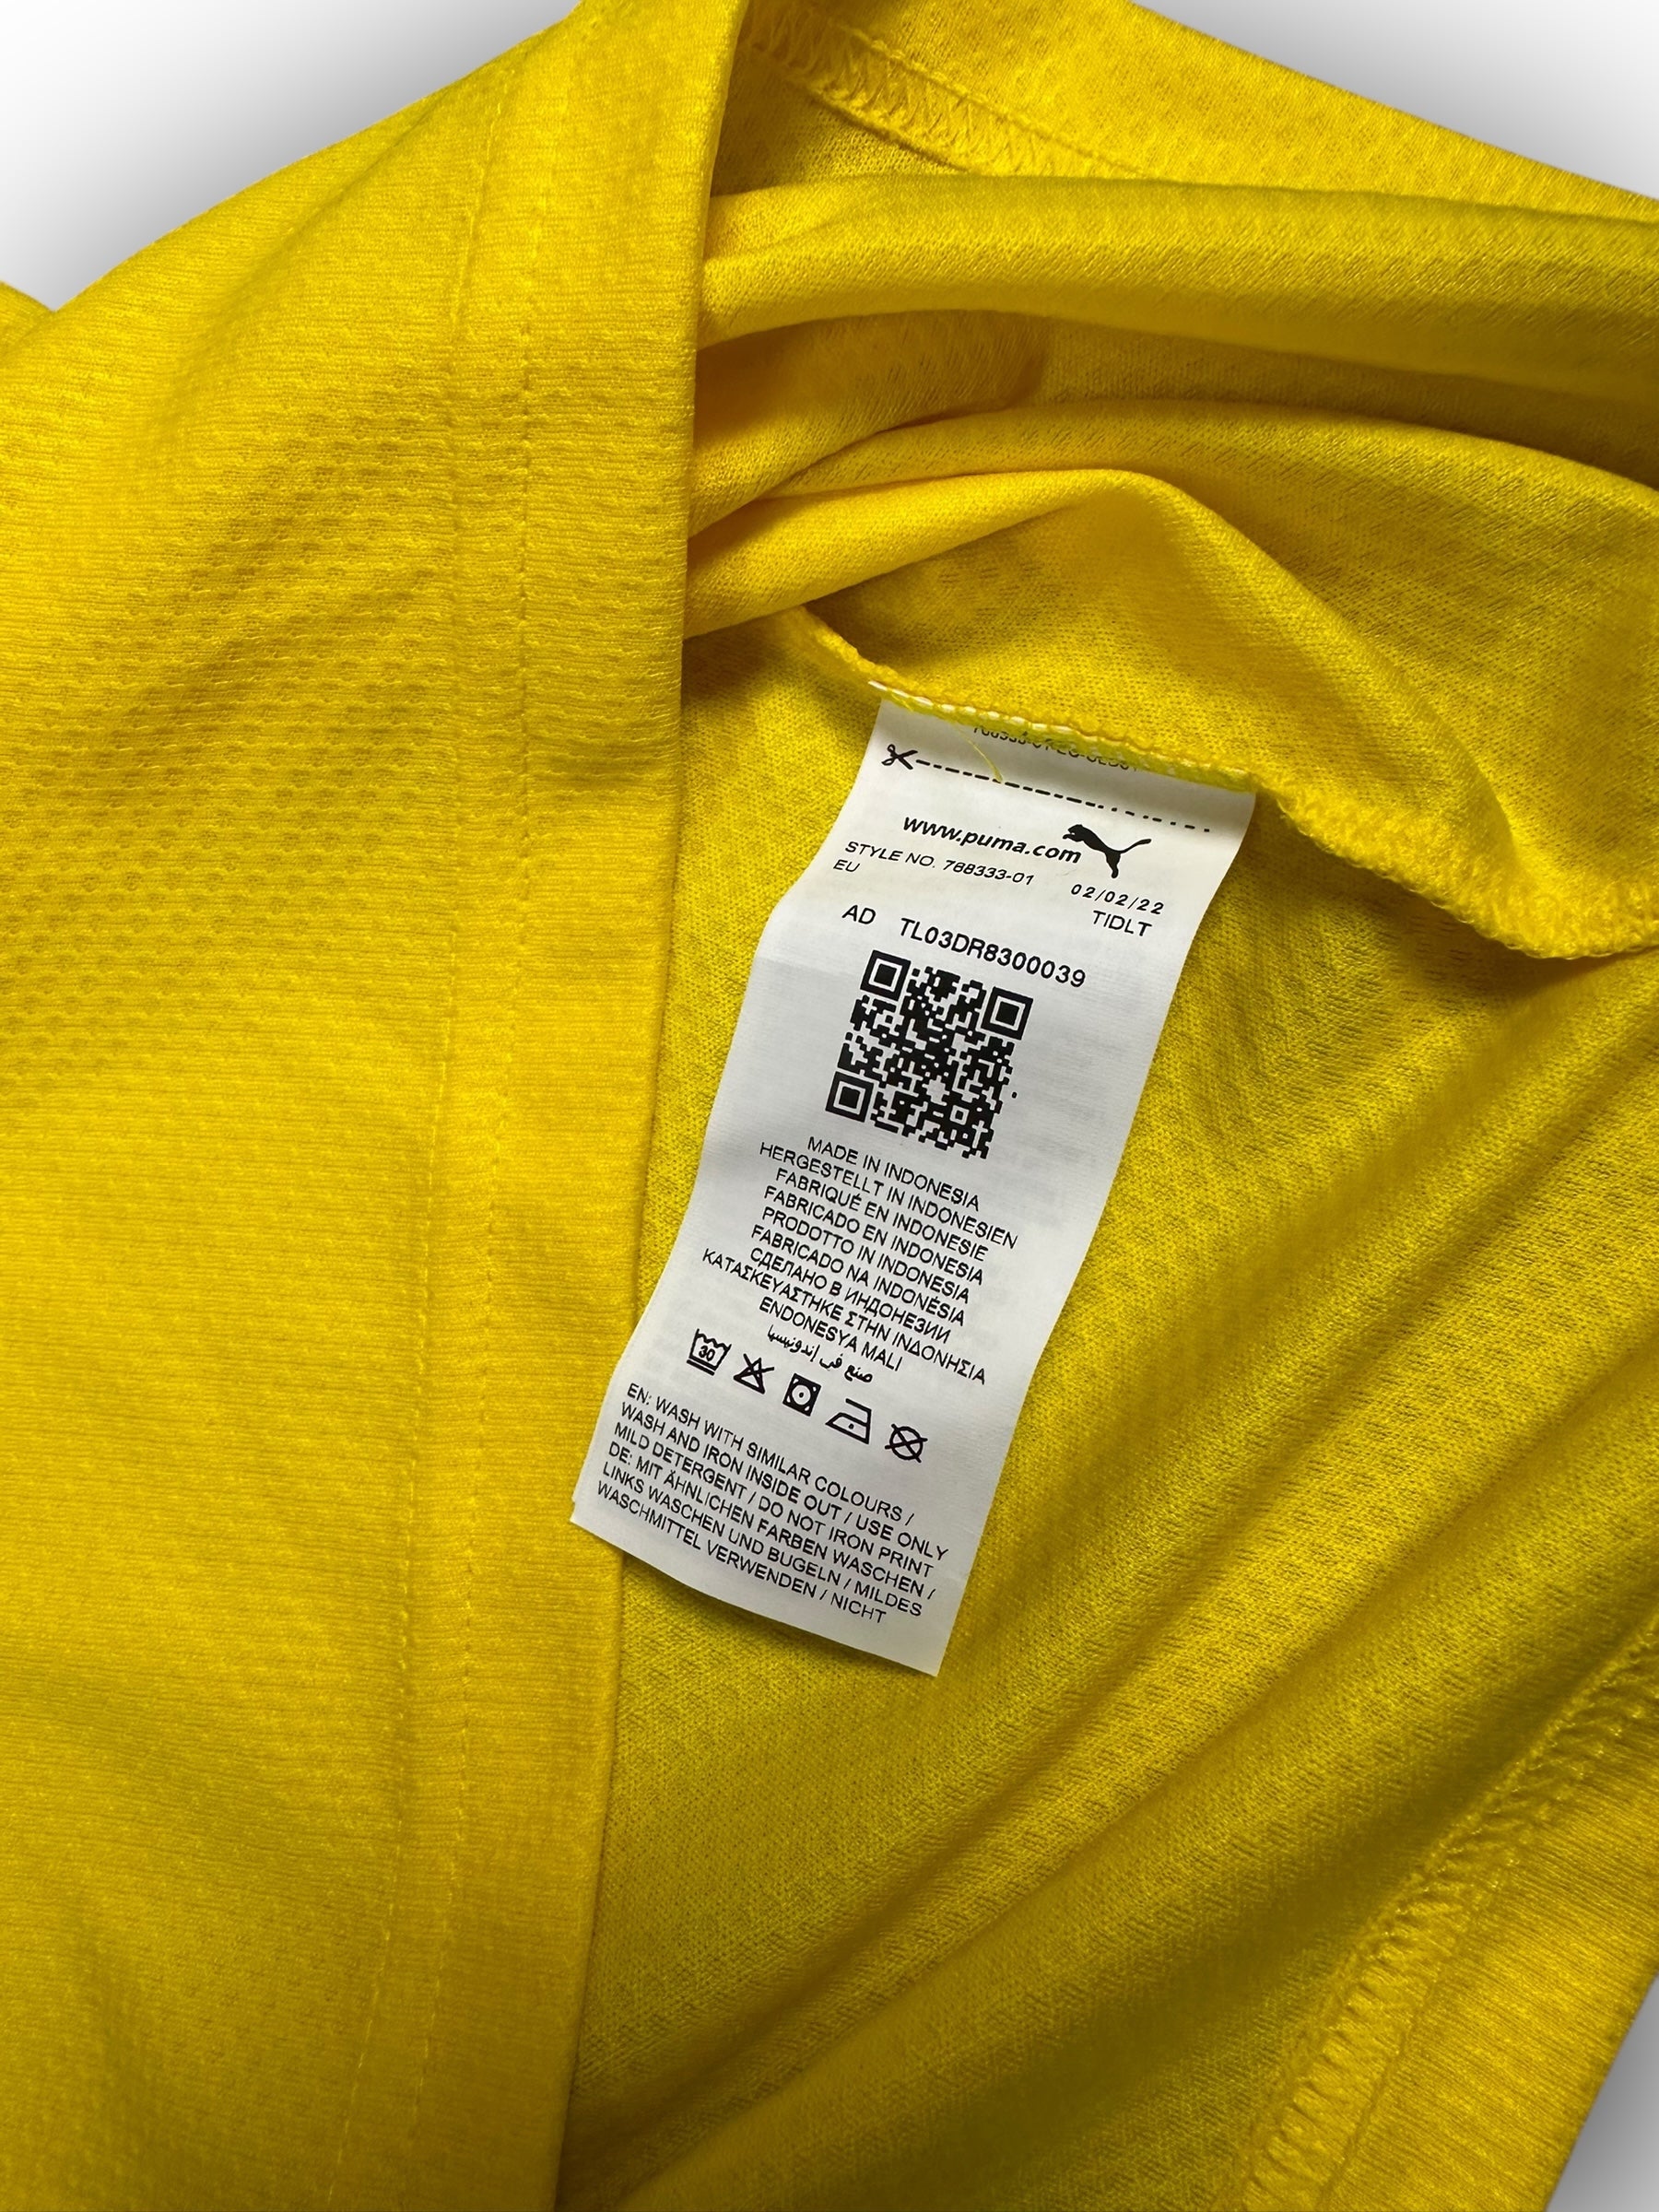 www.puma.com
STYLE NO. 768333-01 02/02/22
EU TIDLT
AD TL03DR8300039
MADE IN INDONESIA
HERGESTELLT IN INDONESIEN
FABRIQUÉ EN INDONESIE
FABRICADO EN INDONESIA
PRODOTTO IN INDONESIA
FABRICADO NA INDONÉSIA
СДЕЛАНО В ИНДОНЕЗИИ
ΚΑΤΑΣΚΕΥΑΣΤΗΚΕ ΣΤΗΝ ΙΝΔΟΝΗΣΙΑ
ENDONESYA MALI
صنع في إندونيسيا
30
EN: WASH WITH SIMILAR COLOURS /
WASH AND IRON INSIDE OUT / USE ONLY
MILD DETERGENT / DO NOT IRON PRINT
DE: MIT ÄHNLICHEN FARBEN WASCHEN /
LINKS WASCHEN UND BUGELN / MILDES
WASCHMITTEL VERWENDEN / NICHT